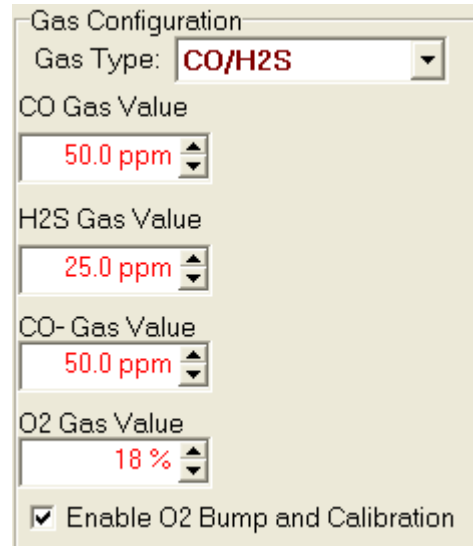 Gas Configuration
Gas Type: CO/H2S
CO Gas Value
50.0 ppm
H2S Gas Value
25.0 ppm
CO- Gas Value
50.0 ppm
O2 Gas Value
18 %
Enable O2 Bump and Calibration